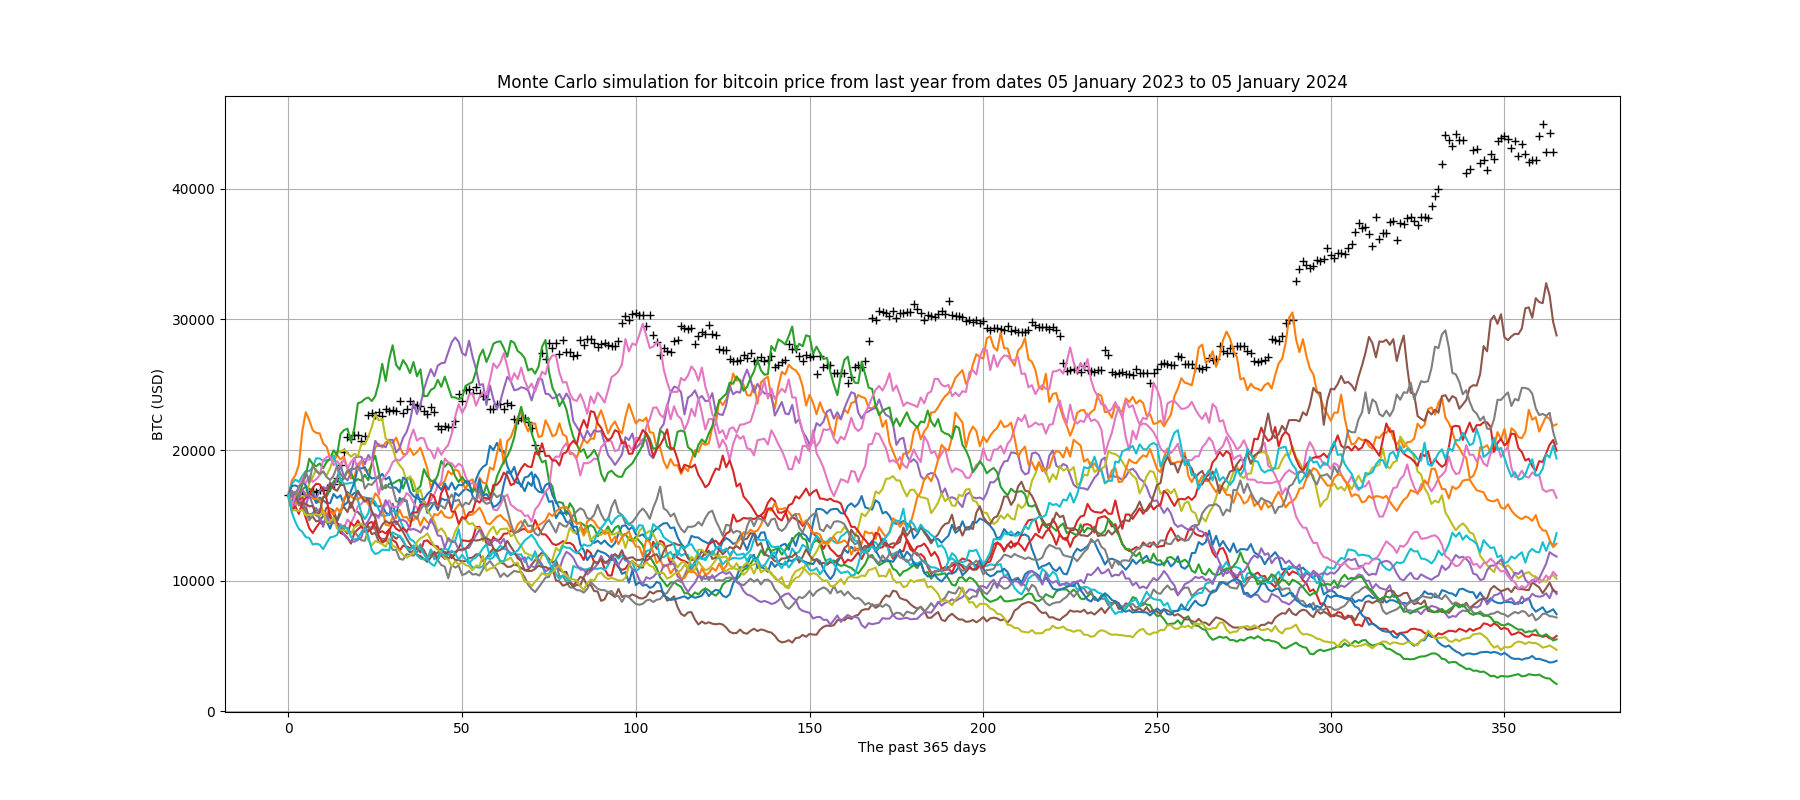 Monte Carlo simulation for bitcoin price from last year from dates 05 January 2023 to 05 January 2024
BTC (USD)
40000
30000
20000
10000
0
0 50 100 150 200 250 300 350
The past 365 days